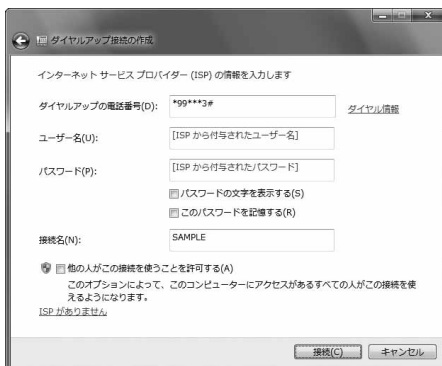 ダイヤルアップ接続の作成
インターネット サービス プロバイダー (ISP) の情報を入力します
ダイヤルアップの電話番号(D):
*99***3#
ダイヤル情報
ユーザー名(U):
[ISP から付与されたユーザー名]
パスワード(P):
[ISP から付与されたパスワード]
パスワードの文字を表示する(S)
このパスワードを記憶する(R)
接続名(N):
SAMPLE
他の人がこの接続を使うことを許可する(A)
このオプションによって、このコンピューターにアクセスがあるすべての人がこの接続を使
えるようになります。
ISP がありません
接続(C)
キャンセル